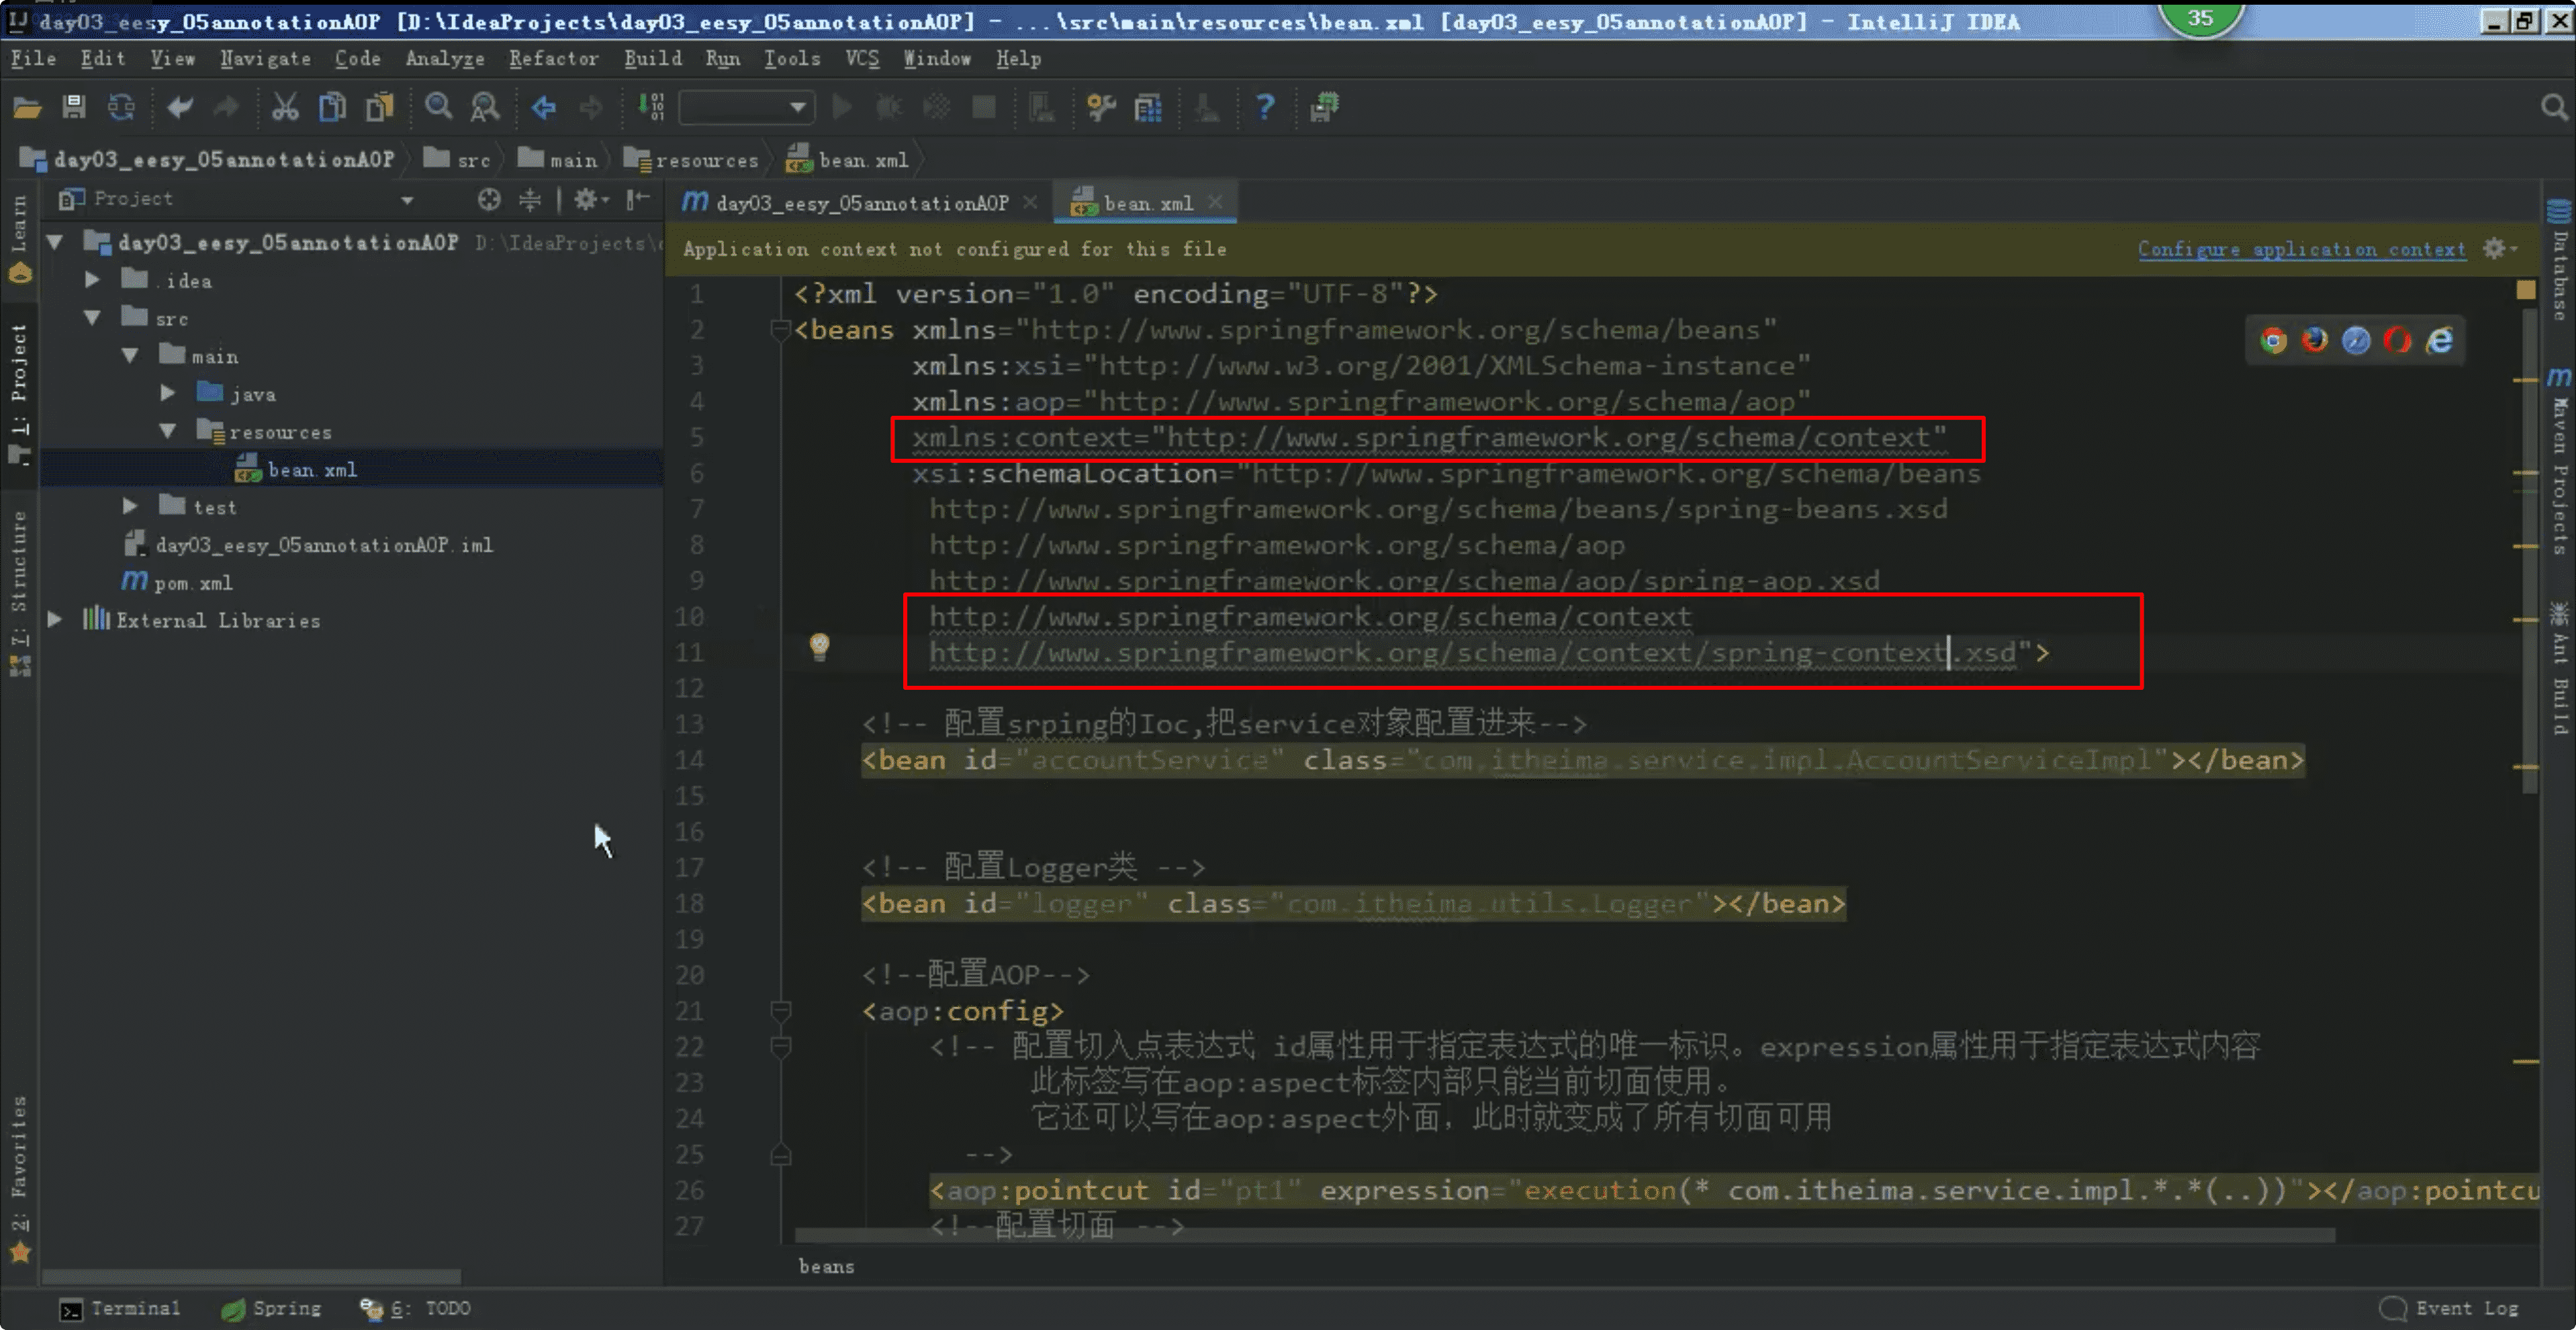 day03_eesy_05annotationAOP [D:\IdeaProjects\day03_eesy_05annotationAOP] - ...\src\main\resources\bean.xml [day03_eesy_05annotationAOP] - IntelliJ IDEA
35
File Edit View Navigate Code Analyze Refactor Build Run Tools VCS Window Help
day03_eesy_05annotationAOP src main resources bean.xml
Learn
1: Project
7: Structure
2: Favorites
Project
day03_eesy_05annotationAOP D:\IdeaProjects\
.idea
src
main
java
resources
bean.xml
test
day03_eesy_05annotationAOP.iml
pom.xml
External Libraries
day03_eesy_05annotationAOP bean.xml
Application context not configured for this file Configure application context
1 <?xml version="1.0" encoding="UTF-8"?>
2 <beans xmlns="http://www.springframework.org/schema/beans"
3 xmlns:xsi="http://www.w3.org/2001/XMLSchema-instance"
4 xmlns:aop="http://www.springframework.org/schema/aop"
5 xmlns:context="http://www.springframework.org/schema/context"
6 xsi:schemaLocation="http://www.springframework.org/schema/beans
7 http://www.springframework.org/schema/beans/spring-beans.xsd
8 http://www.springframework.org/schema/aop
9 http://www.springframework.org/schema/aop/spring-aop.xsd
10 http://www.springframework.org/schema/context
11 http://www.springframework.org/schema/context/spring-context.xsd">
12
13 <!-- 配置srping的Ioc,把service对象配置进来-->
14 <bean id="accountService" class="com.itheima.service.impl.AccountServiceImpl"></bean>
15
16
17 <!-- 配置Logger类 -->
18 <bean id="logger" class="com.itheima.utils.Logger"></bean>
19
20 <!--配置AOP-->
21 <aop:config>
22 <!-- 配置切入点表达式 id属性用于指定表达式的唯一标识。expression属性用于指定表达式内容
23 此标签写在aop:aspect标签内部只能当前切面使用。
24 它还可以写在aop:aspect外面，此时就变成了所有切面可用
25 -->
26 <aop:pointcut id="pt1" expression="execution(* com.itheima.service.impl.*.*(..))"></aop:pointcu
27 <!--配置切面 -->
beans
Database
Maven Projects
Ant Build
Terminal Spring 6: TODO Event Log